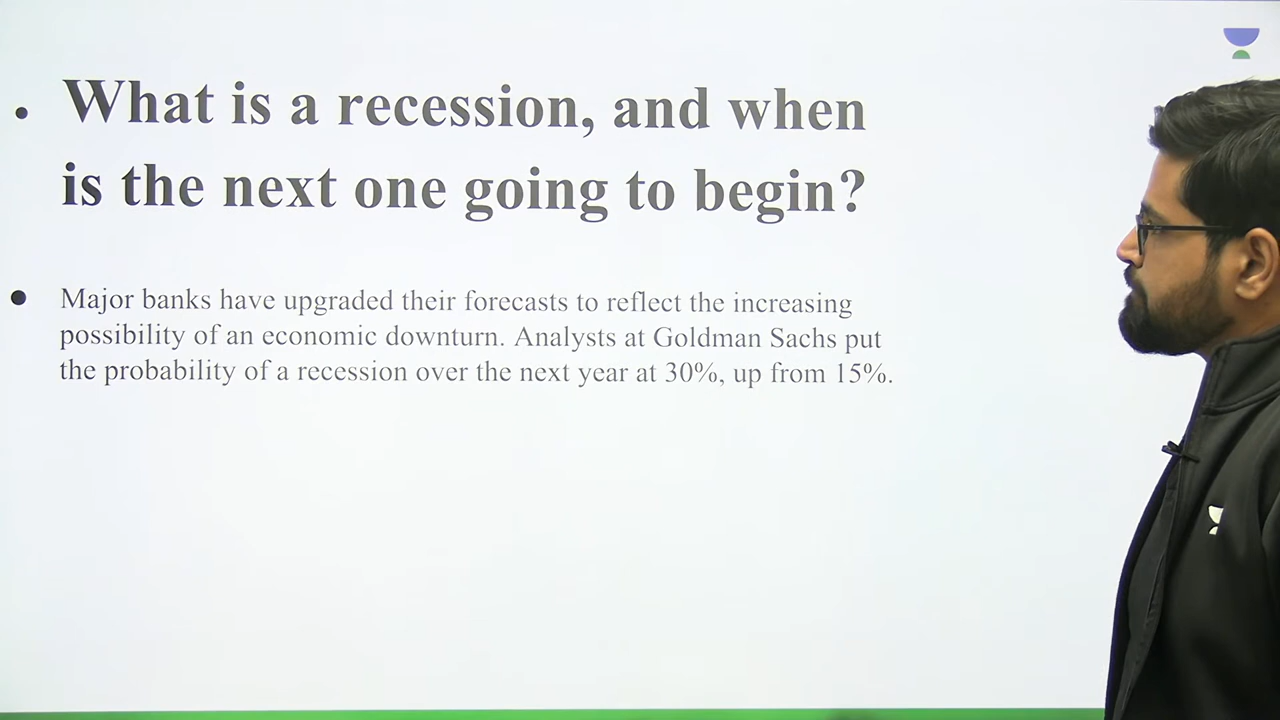 What is a recession, and when
is the next one going to begin?
Major banks have upgraded their forecasts to reflect the increasing
possibility of an economic downturn. Analysts at Goldman Sachs put
the probability of a recession over the next year at 30%, up from 15%.